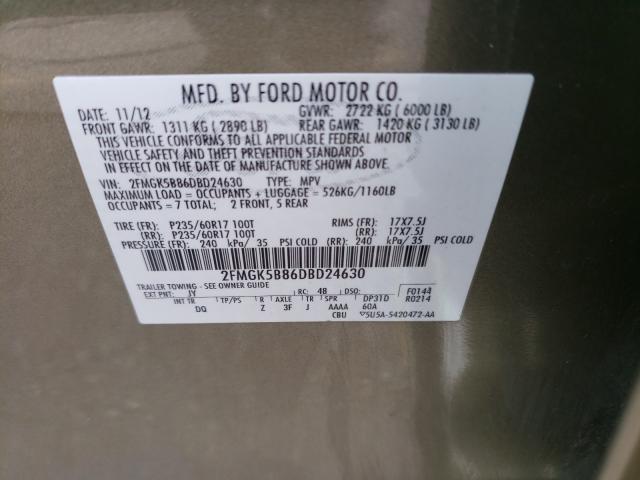 MFD. BY FORD MOTOR CO.
DATE: 11/12 GVWR: 2722 KG ( 6000 LB)
FRONT GAWR: 1311 KG ( 2890 LB) REAR GAWR: 1420 KG ( 3130 LB)
THIS VEHICLE CONFORMS TO ALL APPLICABLE FEDERAL MOTOR
VEHICLE SAFETY AND THEFT PREVENTION STANDARDS
IN EFFECT ON THE DATE OF MANUFACTURE SHOWN ABOVE.
VIN: 2FMGK5B86DBD24630 TYPE: MPV
MAXIMUM LOAD = OCCUPANTS + LUGGAGE = 526KG/1160LB
OCCUPANTS = 7 TOTAL; 2 FRONT, 5 REAR
TIRE (FR): P235/60R17 100T RIMS (FR): 17X7.5J
(RR): P235/60R17 100T (RR): 17X7.5J
PRESSURE (FR): 240 kPa/ 35 PSI COLD (RR): 240 kPa/ 35 PSI COLD
2FMGK5B86DBD24630
TRAILER TOWING - SEE OWNER GUIDE
EXT PNT: JY RC: 48 DSO: F0144
INT TR TP/PS R AXLE TR SPR DP31D R0214
DQ Z 3F J AAAA 60A
CBU ▽5U5A-5420472-AA